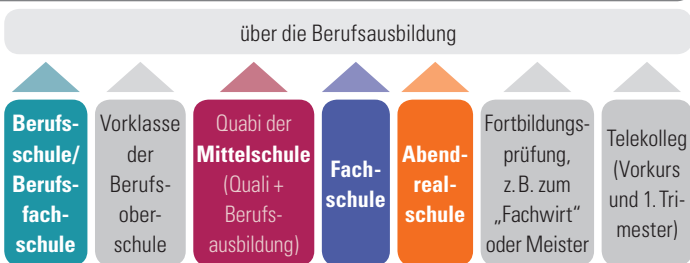 über die Berufsausbildung
Berufs-
schule/
Berufs-
fach-
schule
Vorklasse
der
Berufs-
ober-
schule
Quabi der
Mittelschule
(Quali +
Berufs-
ausbildung)
Fach-
schule
Abend-
real-
schule
Fortbildungs-
prüfung,
z. B. zum
„Fachwirt“
oder Meister
Telekolleg
(Vorkurs
und 1. Tri-
mester)